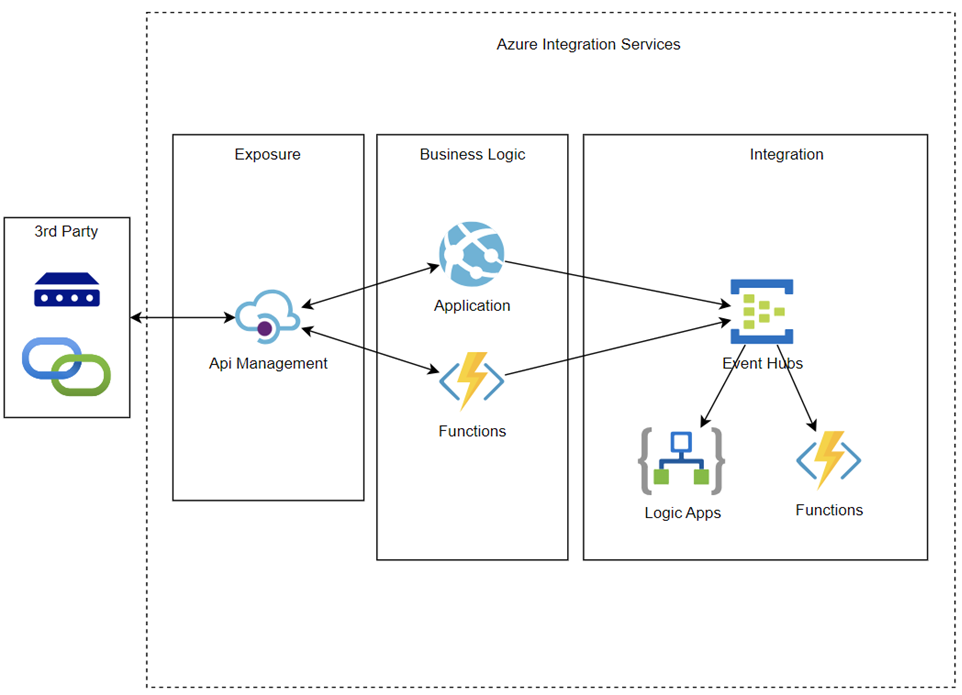 Azure Integration Services
Exposure
Business Logic
Integration
3rd Party
Application
Api Management
Event Hubs
Functions
Logic Apps
Functions